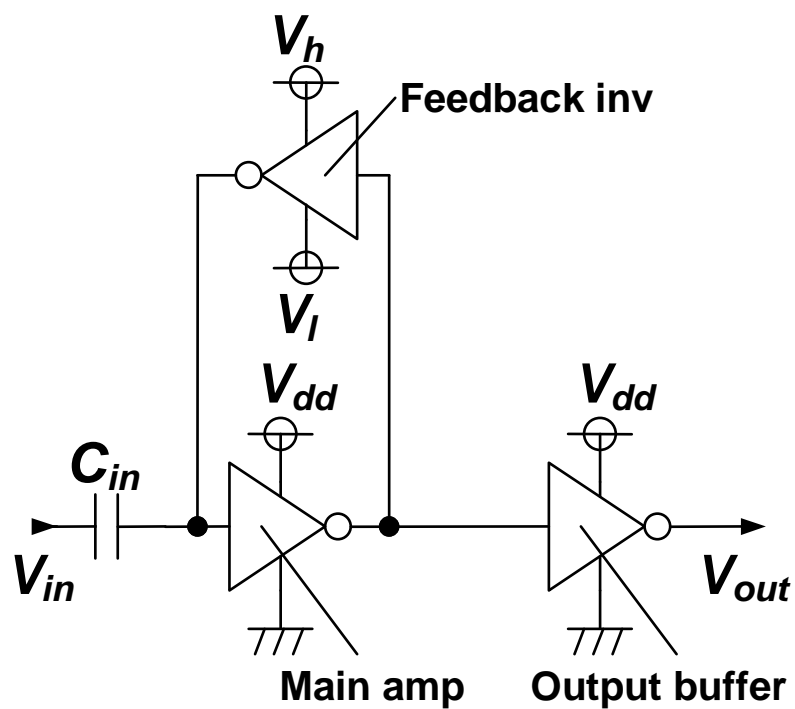 Vh
Feedback inv
Vl
Vdd
Vdd
Cin
Vin
Vout
Main amp
Output buffer